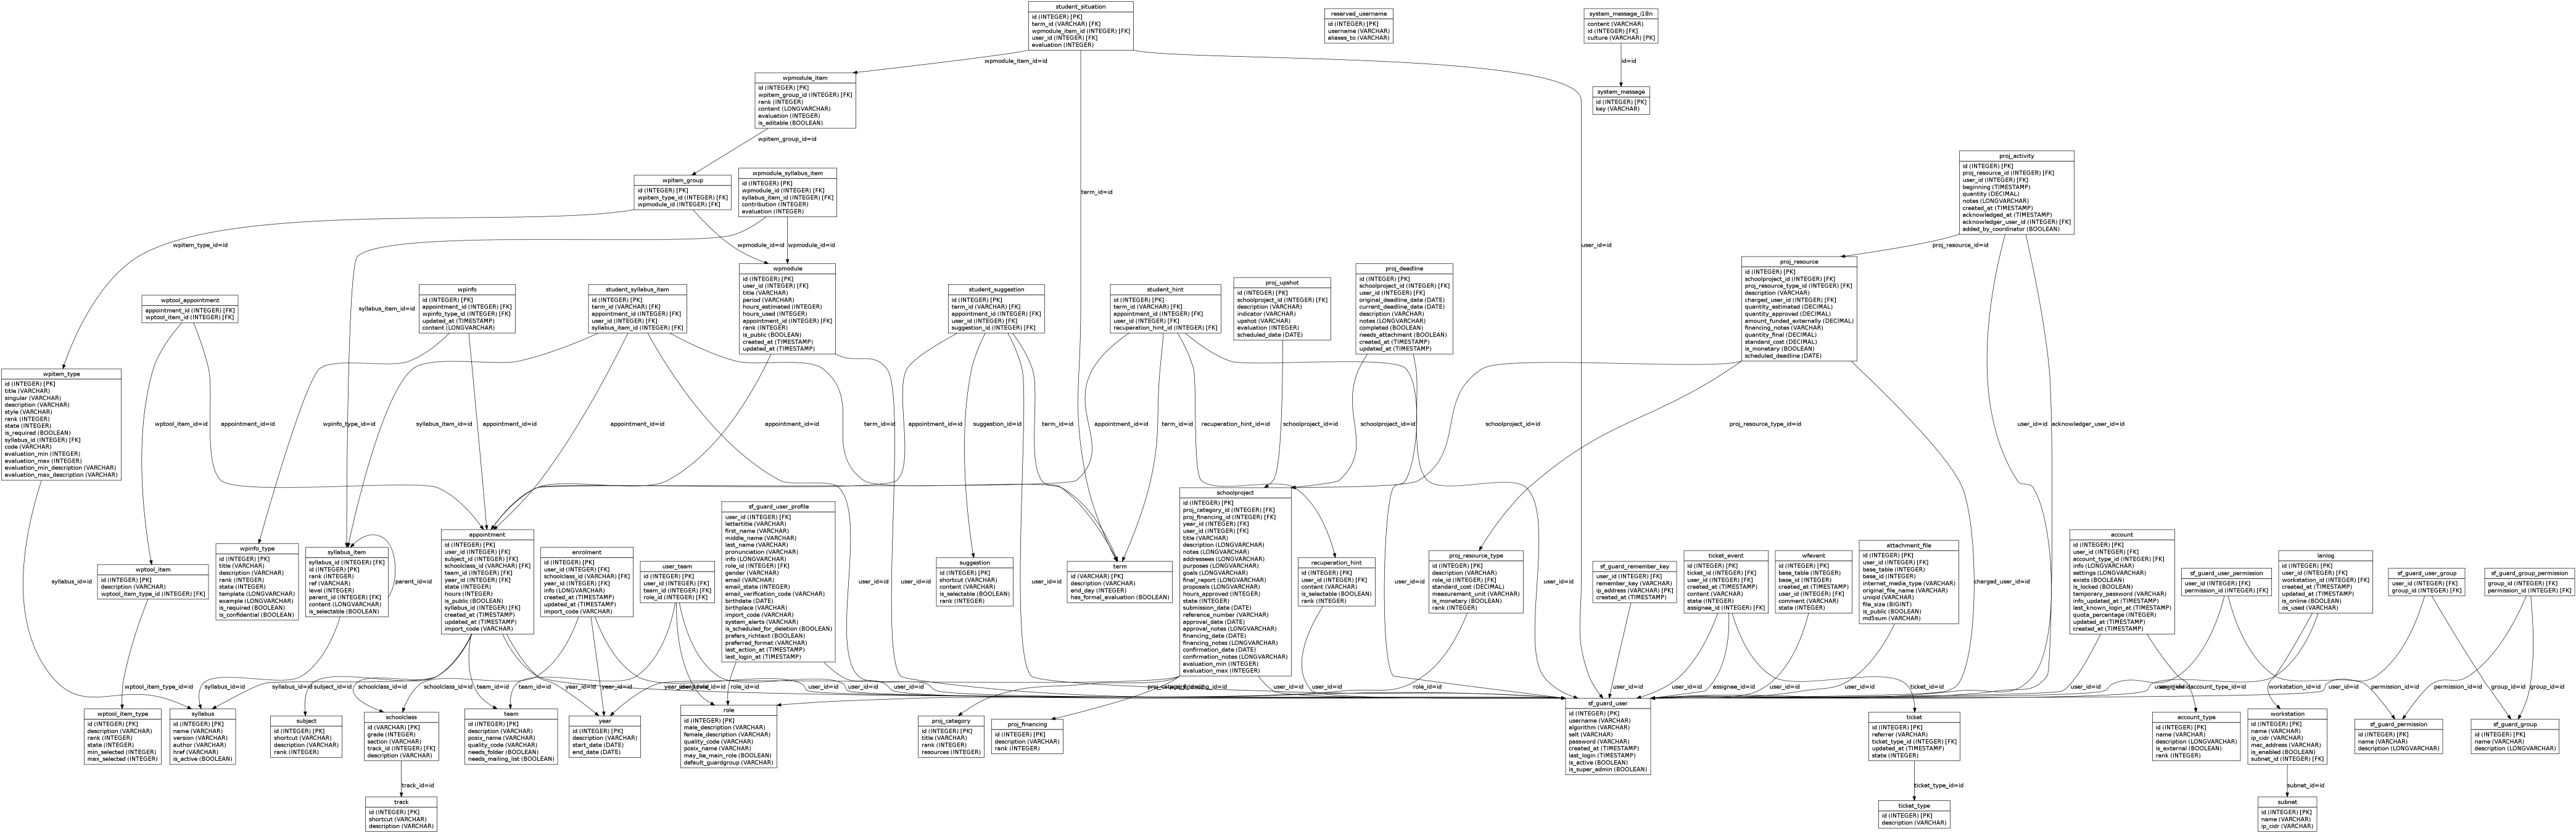 student_situation
id (INTEGER) [PK]
term_id (VARCHAR) [FK]
wpmodule_item_id (INTEGER) [FK]
user_id (INTEGER) [FK]
evaluation (INTEGER)
reserved_username
id (INTEGER) [PK]
username (VARCHAR)
aliases_to (VARCHAR)
system_message_i18n
content (VARCHAR)
id (INTEGER) [FK]
culture (VARCHAR) [PK]
wpmodule_item_id=id
id=id
wpmodule_item
id (INTEGER) [PK]
wpitem_group_id (INTEGER) [FK]
rank (INTEGER)
content (LONGVARCHAR)
evaluation (INTEGER)
is_editable (BOOLEAN)
system_message
id (INTEGER) [PK]
key (VARCHAR)
wpitem_group_id=id
proj_activity
id (INTEGER) [PK]
proj_resource_id (INTEGER) [FK]
user_id (INTEGER) [FK]
beginning (TIMESTAMP)
quantity (DECIMAL)
notes (LONGVARCHAR)
created_at (TIMESTAMP)
acknowledged_at (TIMESTAMP)
acknowledger_user_id (INTEGER) [FK]
added_by_coordinator (BOOLEAN)
wpitem_group
id (INTEGER) [PK]
wpitem_type_id (INTEGER) [FK]
wpmodule_id (INTEGER) [FK]
wpmodule_syllabus_item
id (INTEGER) [PK]
wpmodule_id (INTEGER) [FK]
syllabus_item_id (INTEGER) [FK]
contribution (INTEGER)
evaluation (INTEGER)
term_id=id
wpitem_type_id=id
wpmodule_id=id
wpmodule_id=id
user_id=id
proj_resource_id=id
wpmodule
id (INTEGER) [PK]
user_id (INTEGER) [FK]
title (VARCHAR)
period (VARCHAR)
hours_estimated (INTEGER)
hours_used (INTEGER)
appointment_id (INTEGER) [FK]
rank (INTEGER)
is_public (BOOLEAN)
created_at (TIMESTAMP)
updated_at (TIMESTAMP)
proj_deadline
id (INTEGER) [PK]
schoolproject_id (INTEGER) [FK]
user_id (INTEGER) [FK]
original_deadline_date (DATE)
current_deadline_date (DATE)
description (VARCHAR)
notes (LONGVARCHAR)
completed (BOOLEAN)
needs_attachment (BOOLEAN)
created_at (TIMESTAMP)
updated_at (TIMESTAMP)
proj_resource
id (INTEGER) [PK]
schoolproject_id (INTEGER) [FK]
proj_resource_type_id (INTEGER) [FK]
description (VARCHAR)
charged_user_id (INTEGER) [FK]
quantity_estimated (DECIMAL)
quantity_approved (DECIMAL)
amount_funded_externally (DECIMAL)
financing_notes (VARCHAR)
quantity_final (DECIMAL)
standard_cost (DECIMAL)
is_monetary (BOOLEAN)
scheduled_deadline (DATE)
proj_upshot
id (INTEGER) [PK]
schoolproject_id (INTEGER) [FK]
description (VARCHAR)
indicator (VARCHAR)
upshot (VARCHAR)
evaluation (INTEGER)
scheduled_date (DATE)
wptool_appointment
appointment_id (INTEGER) [FK]
wptool_item_id (INTEGER) [FK]
syllabus_item_id=id
wpinfo
id (INTEGER) [PK]
appointment_id (INTEGER) [FK]
wpinfo_type_id (INTEGER) [FK]
updated_at (TIMESTAMP)
content (LONGVARCHAR)
student_syllabus_item
id (INTEGER) [PK]
term_id (VARCHAR) [FK]
appointment_id (INTEGER) [FK]
user_id (INTEGER) [FK]
syllabus_item_id (INTEGER) [FK]
student_suggestion
id (INTEGER) [PK]
term_id (VARCHAR) [FK]
appointment_id (INTEGER) [FK]
user_id (INTEGER) [FK]
suggestion_id (INTEGER) [FK]
student_hint
id (INTEGER) [PK]
term_id (VARCHAR) [FK]
appointment_id (INTEGER) [FK]
user_id (INTEGER) [FK]
recuperation_hint_id (INTEGER) [FK]
wpitem_type
id (INTEGER) [PK]
title (VARCHAR)
singular (VARCHAR)
description (VARCHAR)
style (VARCHAR)
rank (INTEGER)
state (INTEGER)
is_required (BOOLEAN)
syllabus_id (INTEGER) [FK]
code (VARCHAR)
evaluation_min (INTEGER)
evaluation_max (INTEGER)
evaluation_min_description (VARCHAR)
evaluation_max_description (VARCHAR)
wptool_item_id=id
appointment_id=id
wpinfo_type_id=id
syllabus_item_id=id
appointment_id=id
appointment_id=id
appointment_id=id
term_id=id
appointment_id=id
suggestion_id=id
term_id=id
appointment_id=id
term_id=id
recuperation_hint_id=id
schoolproject_id=id
schoolproject_id=id
schoolproject_id=id
proj_resource_type_id=id
user_id=id
acknowledger_user_id=id
sf_guard_user_profile
user_id (INTEGER) [FK]
lettertitle (VARCHAR)
first_name (VARCHAR)
middle_name (VARCHAR)
last_name (VARCHAR)
pronunciation (VARCHAR)
info (LONGVARCHAR)
role_id (INTEGER) [FK]
gender (VARCHAR)
email (VARCHAR)
email_state (INTEGER)
email_verification_code (VARCHAR)
birthdate (DATE)
birthplace (VARCHAR)
import_code (VARCHAR)
system_alerts (VARCHAR)
is_scheduled_for_deletion (BOOLEAN)
prefers_richtext (BOOLEAN)
preferred_format (VARCHAR)
last_action_at (TIMESTAMP)
last_login_at (TIMESTAMP)
schoolproject
id (INTEGER) [PK]
proj_category_id (INTEGER) [FK]
proj_financing_id (INTEGER) [FK]
year_id (INTEGER) [FK]
user_id (INTEGER) [FK]
title (VARCHAR)
description (LONGVARCHAR)
notes (LONGVARCHAR)
addressees (LONGVARCHAR)
purposes (LONGVARCHAR)
goals (LONGVARCHAR)
final_report (LONGVARCHAR)
proposals (LONGVARCHAR)
hours_approved (INTEGER)
state (INTEGER)
submission_date (DATE)
reference_number (VARCHAR)
approval_date (DATE)
approval_notes (LONGVARCHAR)
financing_date (DATE)
financing_notes (LONGVARCHAR)
confirmation_date (DATE)
confirmation_notes (LONGVARCHAR)
evaluation_min (INTEGER)
evaluation_max (INTEGER)
appointment
id (INTEGER) [PK]
user_id (INTEGER) [FK]
subject_id (INTEGER) [FK]
schoolclass_id (VARCHAR) [FK]
team_id (INTEGER) [FK]
year_id (INTEGER) [FK]
state (INTEGER)
hours (INTEGER)
is_public (BOOLEAN)
syllabus_id (INTEGER) [FK]
created_at (TIMESTAMP)
updated_at (TIMESTAMP)
import_code (VARCHAR)
wptool_item
id (INTEGER) [PK]
description (VARCHAR)
wptool_item_type_id (INTEGER) [FK]
wpinfo_type
id (INTEGER) [PK]
title (VARCHAR)
description (VARCHAR)
rank (INTEGER)
state (INTEGER)
template (LONGVARCHAR)
example (LONGVARCHAR)
is_required (BOOLEAN)
is_confidential (BOOLEAN)
syllabus_item
syllabus_id (INTEGER) [FK]
id (INTEGER) [PK]
rank (INTEGER)
ref (VARCHAR)
level (INTEGER)
parent_id (INTEGER) [FK]
content (LONGVARCHAR)
is_selectable (BOOLEAN)
parent_id=id
enrolment
id (INTEGER) [PK]
user_id (INTEGER) [FK]
schoolclass_id (VARCHAR) [FK]
year_id (INTEGER) [FK]
info (LONGVARCHAR)
created_at (TIMESTAMP)
updated_at (TIMESTAMP)
import_code (VARCHAR)
user_team
id (INTEGER) [PK]
user_id (INTEGER) [FK]
team_id (INTEGER) [FK]
role_id (INTEGER) [FK]
suggestion
id (INTEGER) [PK]
shortcut (VARCHAR)
content (VARCHAR)
is_selectable (BOOLEAN)
rank (INTEGER)
term
id (VARCHAR) [PK]
description (VARCHAR)
end_day (INTEGER)
has_formal_evaluation (BOOLEAN)
recuperation_hint
id (INTEGER) [PK]
user_id (INTEGER) [FK]
content (VARCHAR)
is_selectable (BOOLEAN)
rank (INTEGER)
proj_resource_type
id (INTEGER) [PK]
description (VARCHAR)
role_id (INTEGER) [FK]
standard_cost (DECIMAL)
measurement_unit (VARCHAR)
is_monetary (BOOLEAN)
rank (INTEGER)
sf_guard_remember_key
user_id (INTEGER) [FK]
remember_key (VARCHAR)
ip_address (VARCHAR) [PK]
created_at (TIMESTAMP)
ticket_event
id (INTEGER) [PK]
ticket_id (INTEGER) [FK]
user_id (INTEGER) [FK]
created_at (TIMESTAMP)
content (VARCHAR)
state (INTEGER)
assignee_id (INTEGER) [FK]
wfevent
id (INTEGER) [PK]
base_table (INTEGER)
base_id (INTEGER)
created_at (TIMESTAMP)
user_id (INTEGER) [FK]
comment (VARCHAR)
state (INTEGER)
attachment_file
id (INTEGER) [PK]
user_id (INTEGER) [FK]
base_table (INTEGER)
base_id (INTEGER)
internet_media_type (VARCHAR)
original_file_name (VARCHAR)
uniqid (VARCHAR)
file_size (BIGINT)
is_public (BOOLEAN)
md5sum (VARCHAR)
charged_user_id=id
account
id (INTEGER) [PK]
user_id (INTEGER) [FK]
account_type_id (INTEGER) [FK]
info (LONGVARCHAR)
settings (LONGVARCHAR)
exists (BOOLEAN)
is_locked (BOOLEAN)
temporary_password (VARCHAR)
info_updated_at (TIMESTAMP)
last_known_login_at (TIMESTAMP)
quota_percentage (INTEGER)
updated_at (TIMESTAMP)
created_at (TIMESTAMP)
sf_guard_user_permission
user_id (INTEGER) [FK]
permission_id (INTEGER) [FK]
lanlog
id (INTEGER) [PK]
user_id (INTEGER) [FK]
workstation_id (INTEGER) [FK]
created_at (TIMESTAMP)
updated_at (TIMESTAMP)
is_online (BOOLEAN)
os_used (VARCHAR)
sf_guard_user_group
user_id (INTEGER) [FK]
group_id (INTEGER) [FK]
sf_guard_group_permission
group_id (INTEGER) [FK]
permission_id (INTEGER) [FK]
syllabus_id=id
user_id=id
user_id=id
user_id=id
user_id=id
user_id=id
user_id=id
wptool_item_type_id=id
syllabus_id=id
syllabus_id=id
subject_id=id
schoolclass_id=id
schoolclass_id=id
team_id=id
team_id=id
year_id=id
year_id=id
year_id=id
role_id=id
user_id=id
user_id=id
user_id=id
user_id=id
user_id=id
role_id=id
user_id=id
user_id=id
assignee_id=id
user_id=id
user_id=id
ticket_id=id
user_id=id
account_type_id=id
workstation_id=id
user_id=id
permission_id=id
permission_id=id
group_id=id
group_id=id
wptool_item_type
id (INTEGER) [PK]
description (VARCHAR)
rank (INTEGER)
state (INTEGER)
min_selected (INTEGER)
max_selected (INTEGER)
syllabus
id (INTEGER) [PK]
name (VARCHAR)
version (VARCHAR)
author (VARCHAR)
href (VARCHAR)
is_active (BOOLEAN)
subject
id (INTEGER) [PK]
shortcut (VARCHAR)
description (VARCHAR)
rank (INTEGER)
schoolclass
id (VARCHAR) [PK]
grade (INTEGER)
section (VARCHAR)
track_id (INTEGER) [FK]
description (VARCHAR)
team
id (INTEGER) [PK]
description (VARCHAR)
posix_name (VARCHAR)
quality_code (VARCHAR)
needs_folder (BOOLEAN)
needs_mailing_list (BOOLEAN)
year
id (INTEGER) [PK]
description (VARCHAR)
start_date (DATE)
end_date (DATE)
role
id (INTEGER) [PK]
male_description (VARCHAR)
female_description (VARCHAR)
quality_code (VARCHAR)
posix_name (VARCHAR)
may_be_main_role (BOOLEAN)
default_guardgroup (VARCHAR)
proj_category
id (INTEGER) [PK]
title (VARCHAR)
rank (INTEGER)
resources (INTEGER)
proj_financing
id (INTEGER) [PK]
description (VARCHAR)
rank (INTEGER)
sf_guard_user
id (INTEGER) [PK]
username (VARCHAR)
algorithm (VARCHAR)
salt (VARCHAR)
password (VARCHAR)
created_at (TIMESTAMP)
last_login (TIMESTAMP)
is_active (BOOLEAN)
is_super_admin (BOOLEAN)
ticket
id (INTEGER) [PK]
referrer (VARCHAR)
ticket_type_id (INTEGER) [FK]
updated_at (TIMESTAMP)
state (INTEGER)
account_type
id (INTEGER) [PK]
name (VARCHAR)
description (LONGVARCHAR)
is_external (BOOLEAN)
rank (INTEGER)
workstation
id (INTEGER) [PK]
name (VARCHAR)
ip_cidr (VARCHAR)
mac_address (VARCHAR)
is_enabled (BOOLEAN)
subnet_id (INTEGER) [FK]
sf_guard_permission
id (INTEGER) [PK]
name (VARCHAR)
description (LONGVARCHAR)
sf_guard_group
id (INTEGER) [PK]
name (VARCHAR)
description (LONGVARCHAR)
track_id=id
ticket_type_id=id
subnet_id=id
track
id (INTEGER) [PK]
shortcut (VARCHAR)
description (VARCHAR)
ticket_type
id (INTEGER) [PK]
description (VARCHAR)
subnet
id (INTEGER) [PK]
name (VARCHAR)
ip_cidr (VARCHAR)